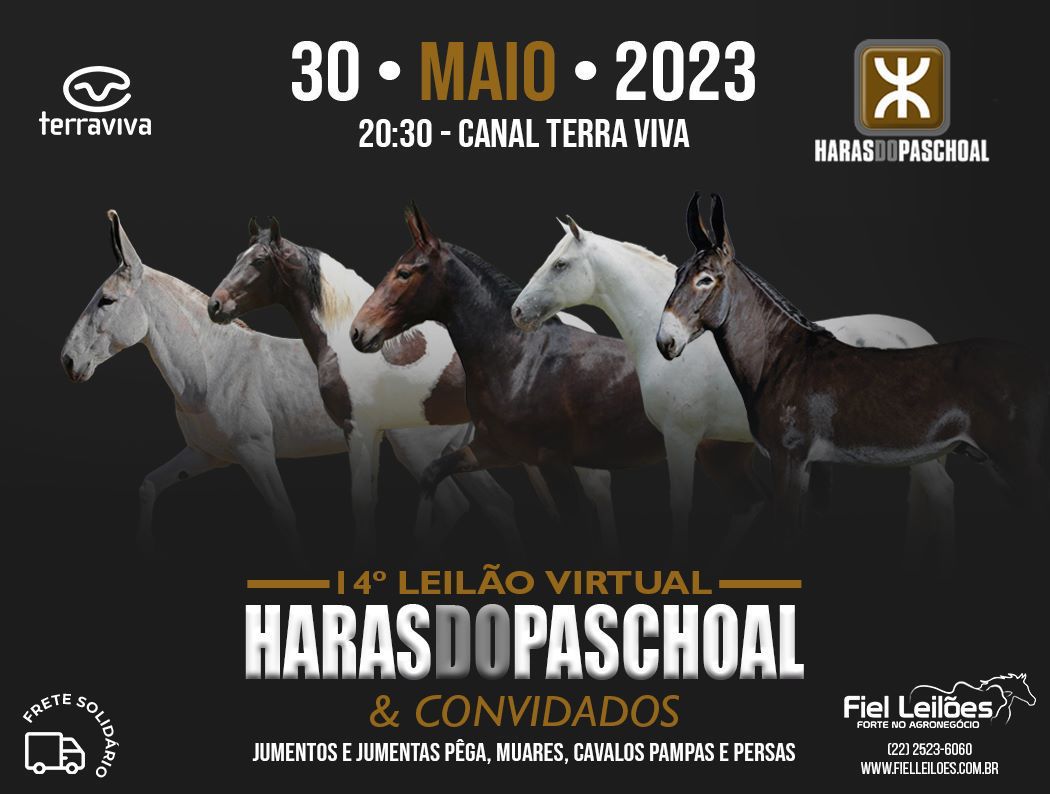 30 • MAIO • 2023
20:30 - CANAL TERRA VIVA
terraviva
HARASDOPASCHOAL
14º LEILÃO VIRTUAL
HARASDOPASCHOAL
& CONVIDADOS
JUMENTOS E JUMENTAS PÊGA, MUARES, CAVALOS PAMPAS E PERSAS
FRETE SOLIDÁRIO
Fiel Leilões
FORTE NO AGRONEGÓCIO
(22) 2523-6060
WWW.FIELLEILOES.COM.BR